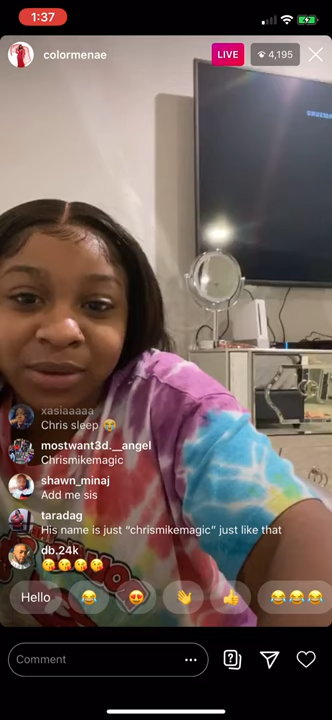 1:37
colormenae
LIVE
4,195
xasiaaaaa
Chris sleep 😭
mostwant3d.__angel
Chrismikemagic
shawn_minaj
Add me sis
taradag
His name is just “chrismikemagic” just like that
db.24k
😘😘😘😘
Hello
😂
😍
👋
👍
😂😂😂
Comment